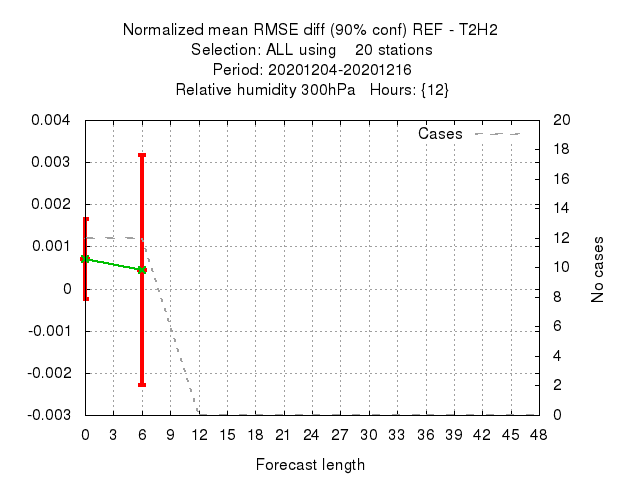 Normalized mean RMSE diff (90% conf) REF - T2H2
Selection: ALL using    20 stations
Period: 20201204-20201216
Relative humidity 300hPa   Hours: {12}
Cases
0.004
0.003
0.002
0.001
0
-0.001
-0.002
-0.003
20
18
16
14
12
10
8
6
4
2
0
No cases
0 3 6 9 12 15 18 21 24 27 30 33 36 39 42 45 48
Forecast length